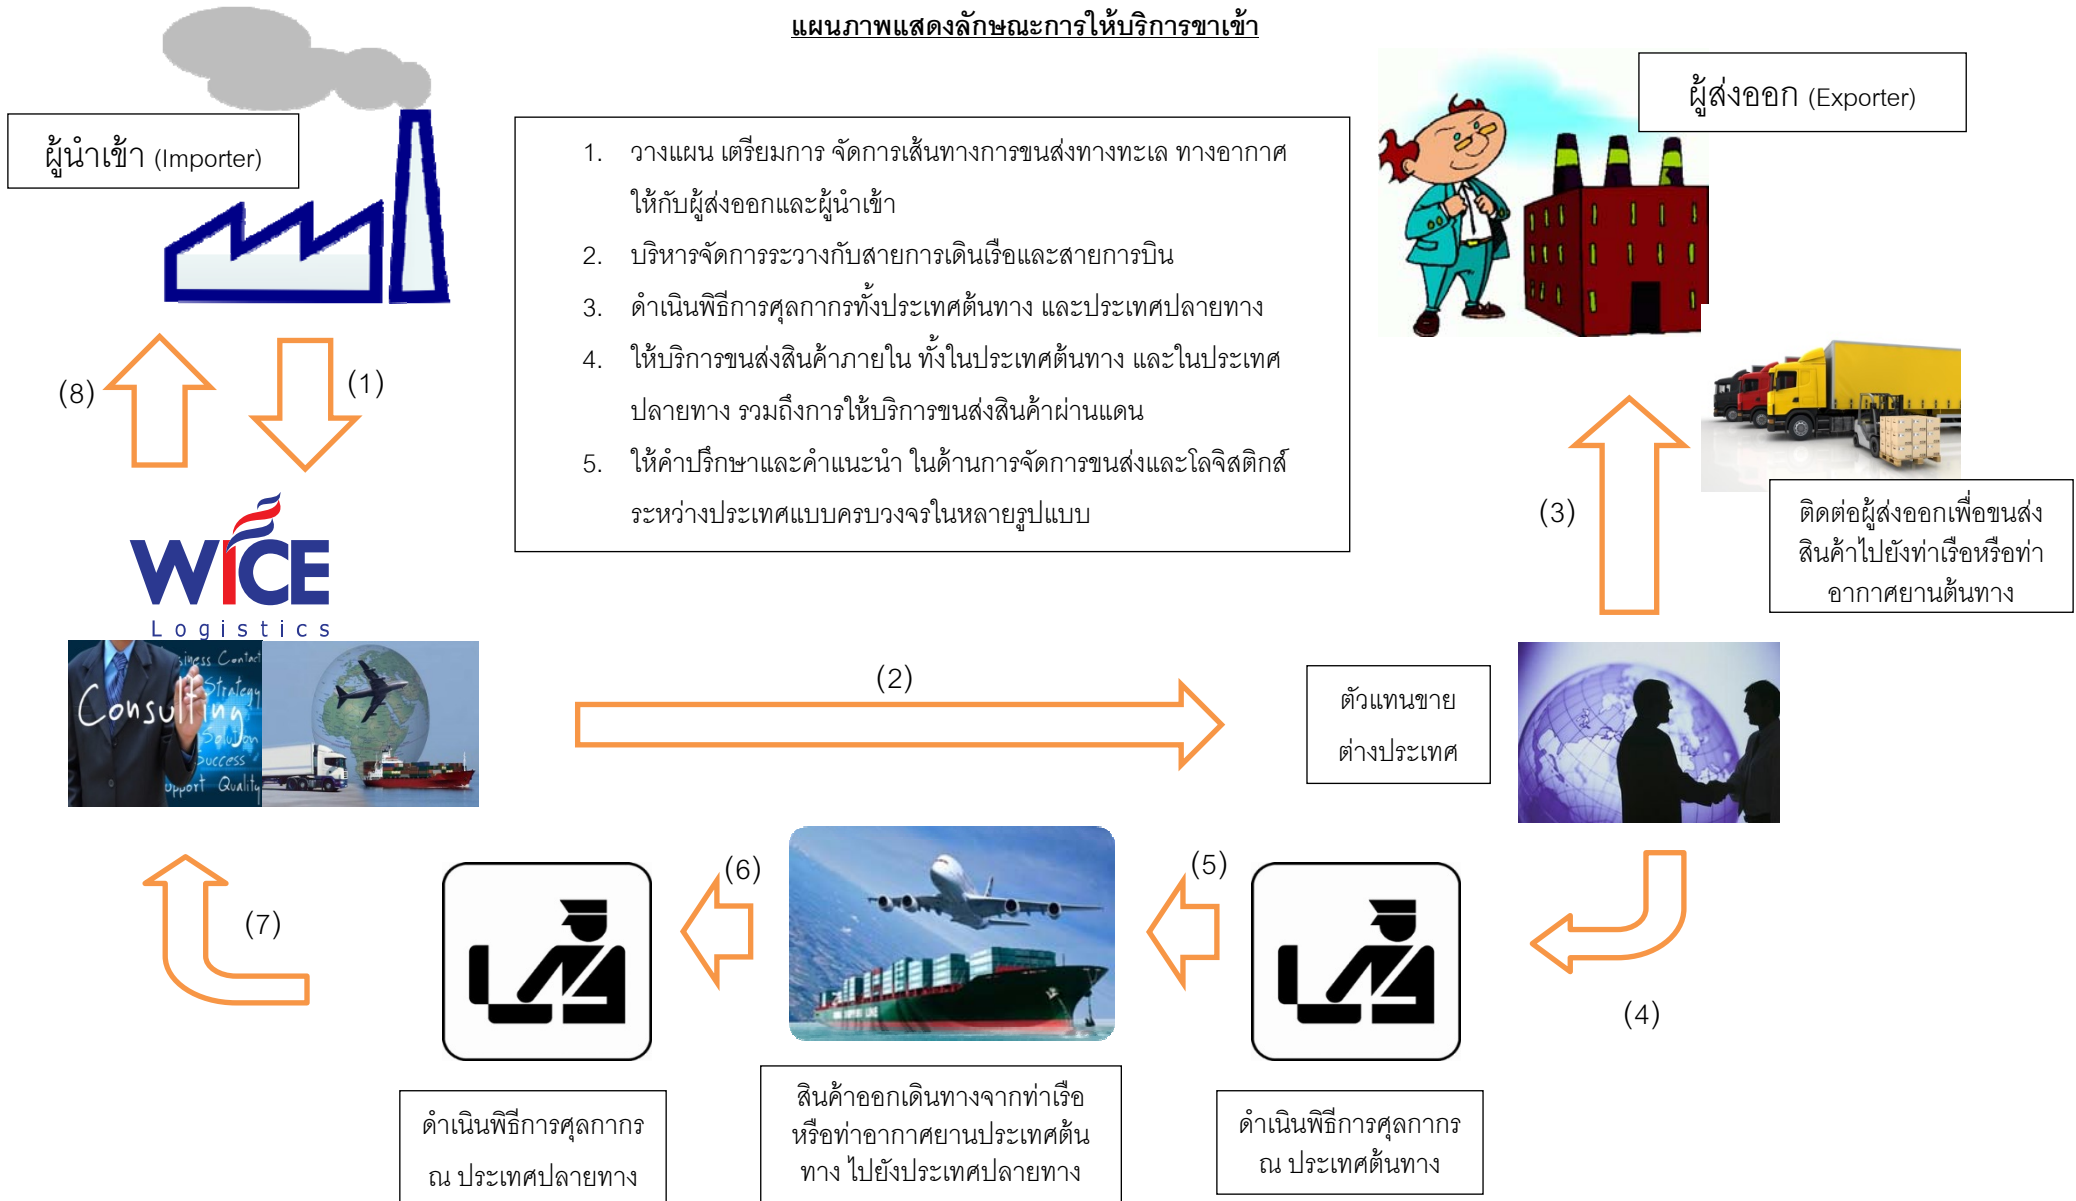 แผนภาพแสดงลักษณะการให้บริการขาเข้า
ผู้นำเข้า (Importer)
ผู้ส่งออก (Exporter)
1. วางแผน เตรียมการ จัดการเส้นทางการขนส่งทางทะเล ทางอากาศ
ให้กับผู้ส่งออกและผู้นำเข้า
2. บริหารจัดการระวางกับสายการเดินเรือและสายการบิน
3. ดำเนินพิธีการศุลกากรทั้งประเทศต้นทาง และประเทศปลายทาง
4. ให้บริการขนส่งสินค้าภายใน ทั้งในประเทศต้นทาง และในประเทศ
ปลายทาง รวมถึงการให้บริการขนส่งสินค้าผ่านแดน
5. ให้คำปรึกษาและคำแนะนำ ในด้านการจัดการขนส่งและโลจิสติกส์
ระหว่างประเทศแบบครบวงจรในหลายรูปแบบ
(8)
(1)
(3)
ติดต่อผู้ส่งออกเพื่อขนส่ง
สินค้าไปยังท่าเรือหรือท่า
อากาศยานต้นทาง
WICE
Logistics
siness Contact
Strategy
Consulting
Solution
Success
upport Quality
(2)
ตัวแทนขาย
ต่างประเทศ
(7)
(6)
(5)
(4)
ดำเนินพิธีการศุลกากร
ณ ประเทศปลายทาง
สินค้าออกเดินทางจากท่าเรือ
หรือท่าอากาศยานประเทศต้น
ทาง ไปยังประเทศปลายทาง
ดำเนินพิธีการศุลกากร
ณ ประเทศต้นทาง